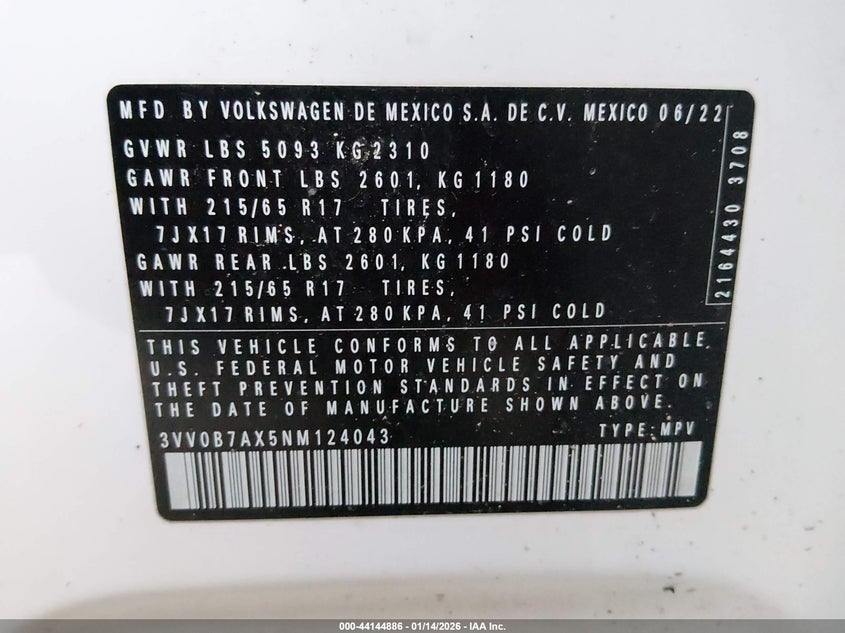 MFD BY VOLKSWAGEN DE MEXICO S.A. DE C.V. MEXICO 06/22
GVWR LBS 5093 KG 2310
GAWR FRONT LBS 2601, KG 1180
WITH 215/65 R17 TIRES,
7JX17 RIMS, AT 280 KPA, 41 PSI COLD
GAWR REAR LBS 2601, KG 1180
WITH 215/65 R17 TIRES,
7JX17 RIMS, AT 280 KPA, 41 PSI COLD
2164430 3708
THIS VEHICLE CONFORMS TO ALL APPLICABLE
U.S. FEDERAL MOTOR VEHICLE SAFETY AND
THEFT PREVENTION STANDARDS IN EFFECT ON
THE DATE OF MANUFACTURE SHOWN ABOVE.
3VV0B7AX5NM124043 TYPE: MPV
000-44144886 - 01/14/2026 - IAA Inc.